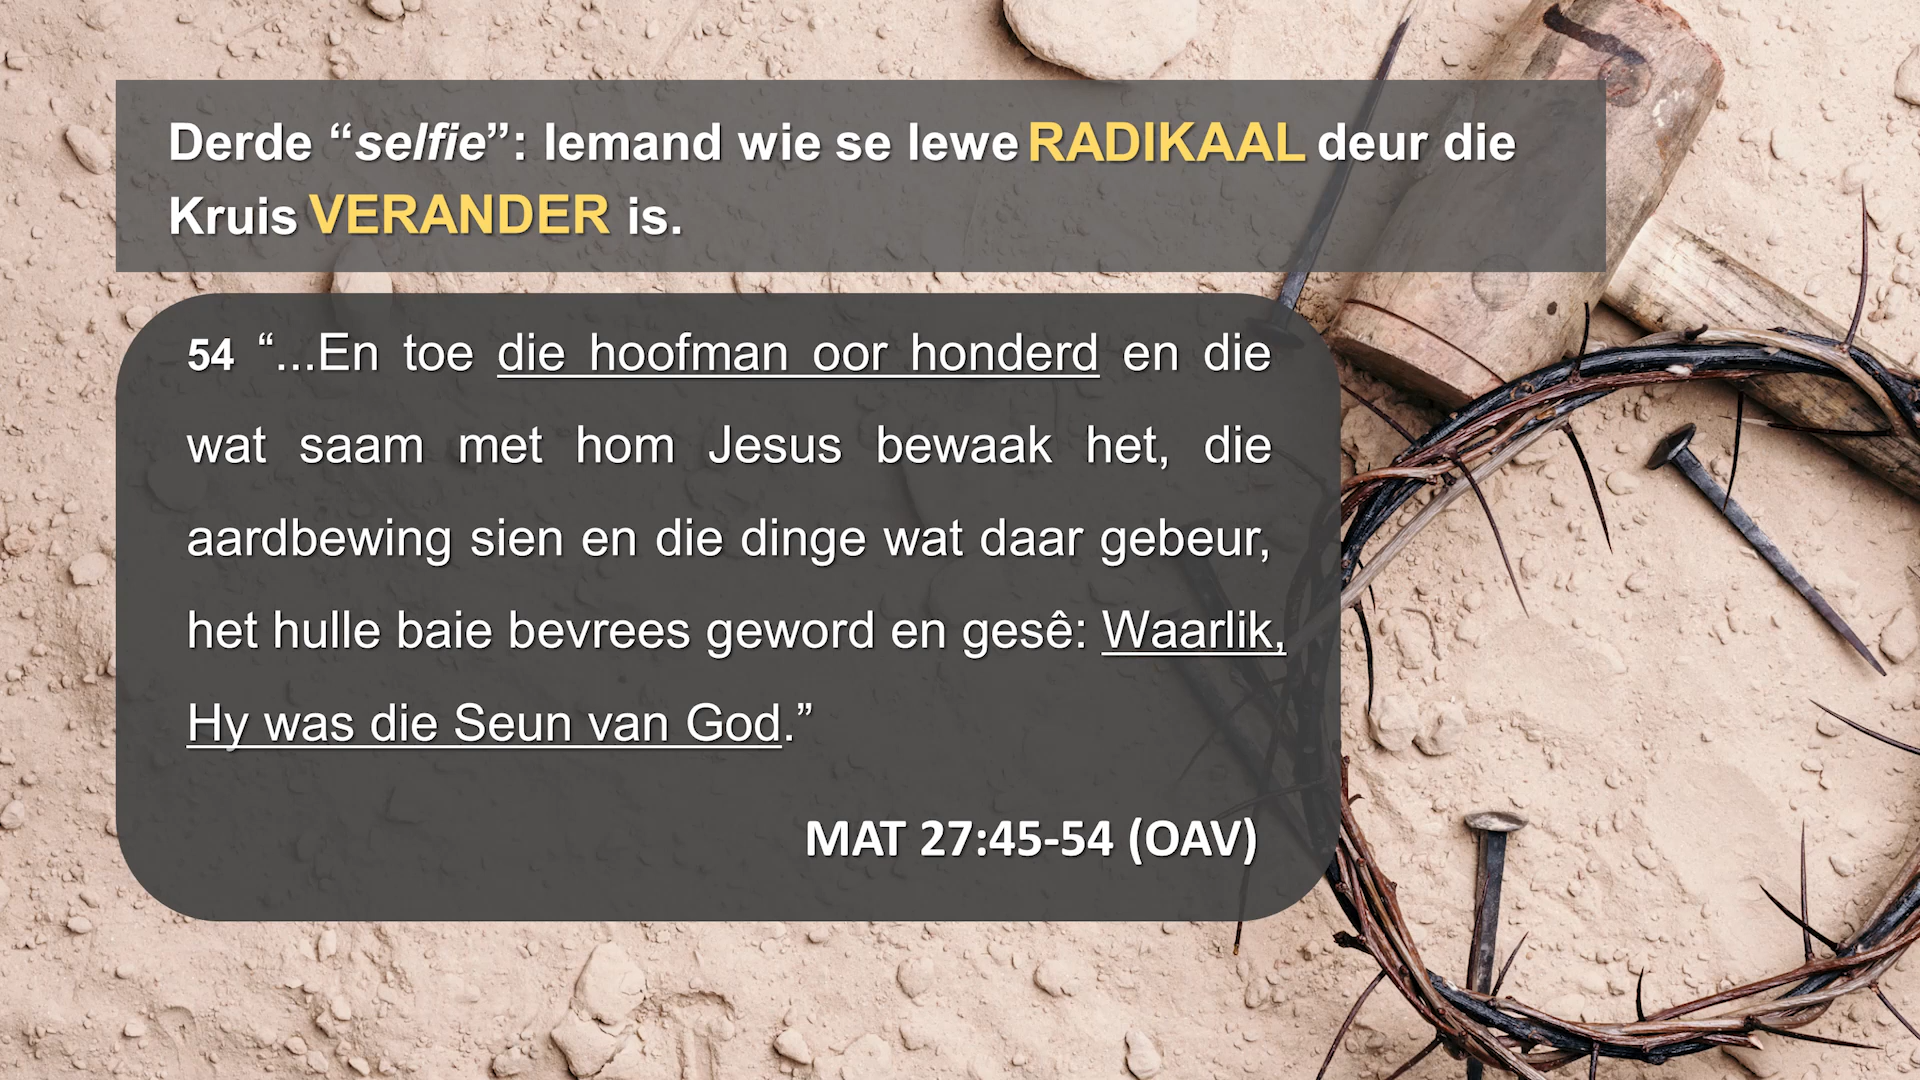 Derde “selfie”: Iemand wie se lewe RADIKAAL deur die
Kruis VERANDER is.
54 “...En toe die hoofman oor honderd en die
wat saam met hom Jesus bewaak het, die
aardbewing sien en die dinge wat daar gebeur,
het hulle baie bevrees geword en gesê: Waarlik,
Hy was die Seun van God.”
MAT 27:45-54 (OAV)